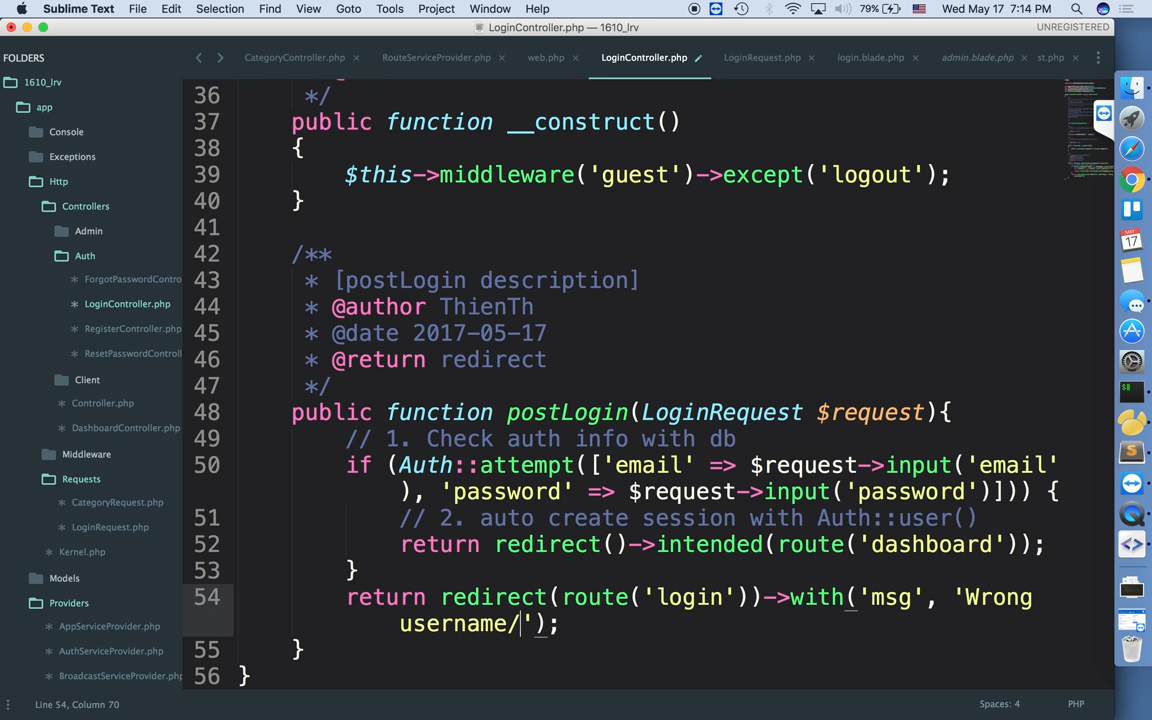 Sublime Text File Edit Selection Find View Goto Tools Project Window Help 79% Wed May 17 7:14 PM
LoginController.php — 1610_lrv UNREGISTERED
FOLDERS
CategoryController.php RouteServiceProvider.php web.php LoginController.php LoginRequest.php login.blade.php admin.blade.php st.php
1610_lrv
app
Console
Exceptions
Http
Controllers
Admin
Auth
ForgotPasswordContro
LoginController.php
RegisterController.php
ResetPasswordControll
Client
Controller.php
DashboardController.php
Middleware
Requests
CategoryRequest.php
LoginRequest.php
Kernel.php
Models
Providers
AppServiceProvider.php
AuthServiceProvider.php
BroadcastServiceProvider.php
36 */
37 public function __construct()
38 {
39 $this->middleware('guest')->except('logout');
40 }
41
42 /**
43 * [postLogin description]
44 * @author ThienTh
45 * @date 2017-05-17
46 * @return redirect
47 */
48 public function postLogin(LoginRequest $request){
49 // 1. Check auth info with db
50 if (Auth::attempt(['email' => $request->input('email'
), 'password' => $request->input('password')])) {
51 // 2. auto create session with Auth::user()
52 return redirect()->intended(route('dashboard'));
53 }
54 return redirect(route('login'))->with('msg', 'Wrong
username/');
55 }
56 }
Line 54, Column 70 Spaces: 4 PHP
17